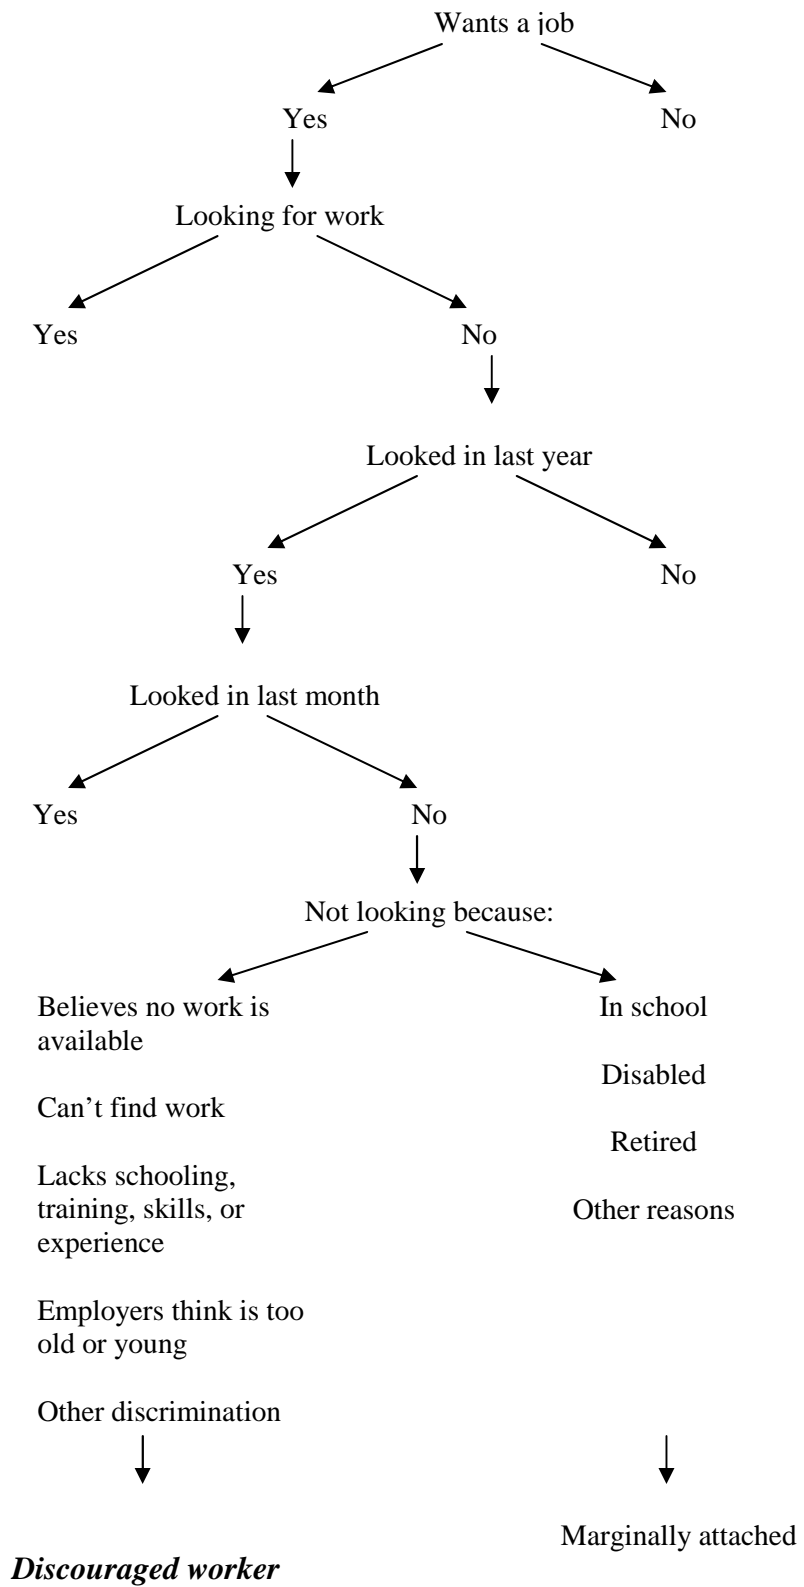 Wants a job
Yes
No
Looking for work
Yes
No
Looked in last year
Yes
No
Looked in last month
Yes
No
Not looking because:
Believes no work is
available
Can't find work
Lacks schooling,
training, skills, or
experience
Employers think is too
old or young
Other discrimination
In school
Disabled
Retired
Other reasons
Discouraged worker
Marginally attached